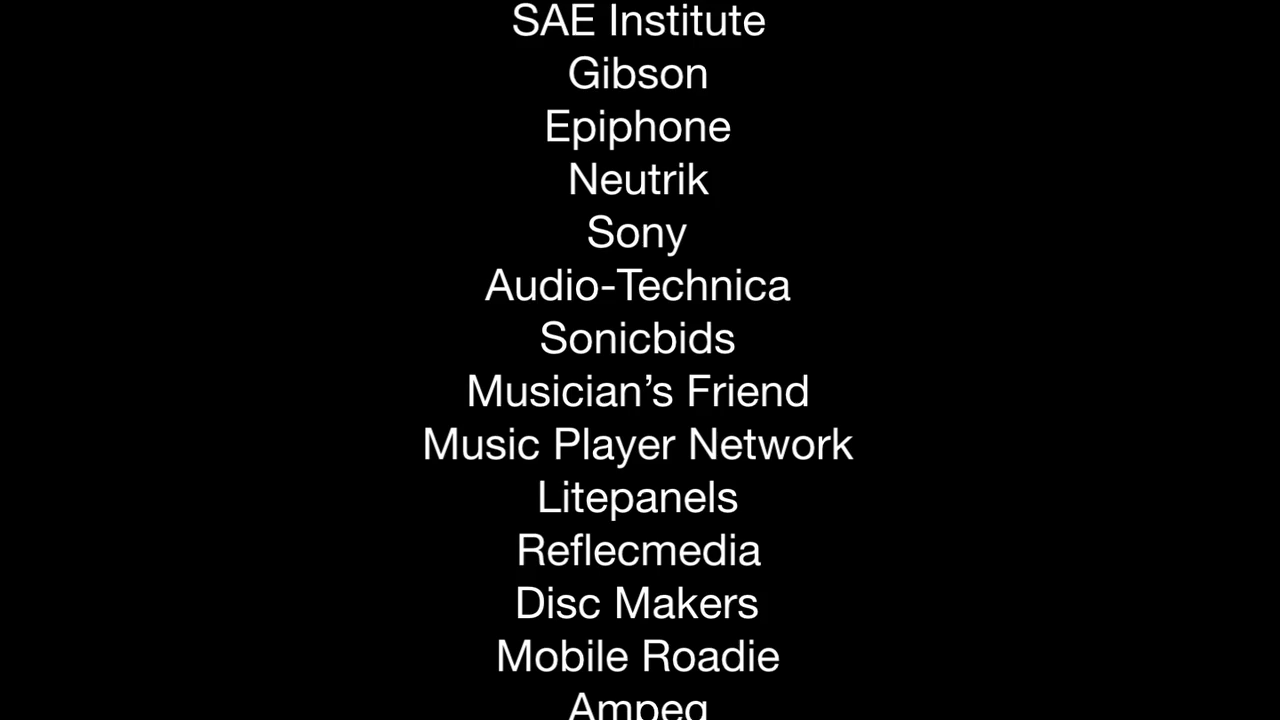 SAE Institute
Gibson
Epiphone
Neutrik
Sony
Audio-Technica
Sonicbids
Musician’s Friend
Music Player Network
Litepanels
Reflecmedia
Disc Makers
Mobile Roadie
Ampeg